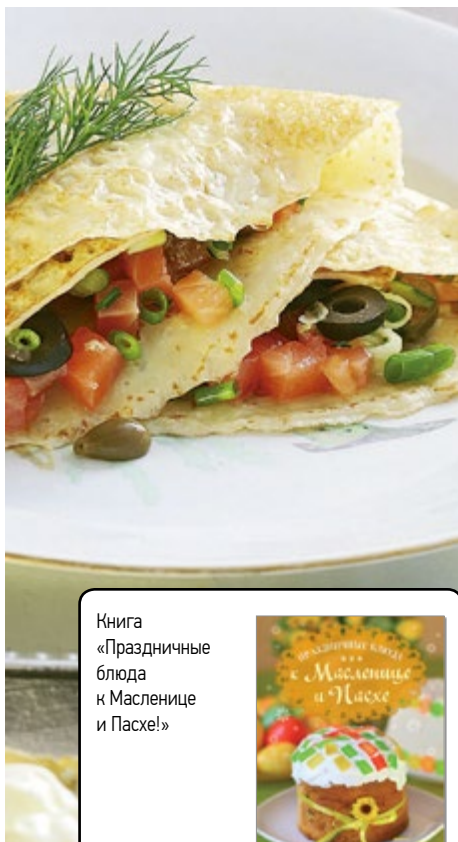 Книга
«Праздничные
блюда
к Масленице
и Пасхе!»
ПРАЗДНИЧНЫЕ БЛЮДА
к Масленице
и Пасхе